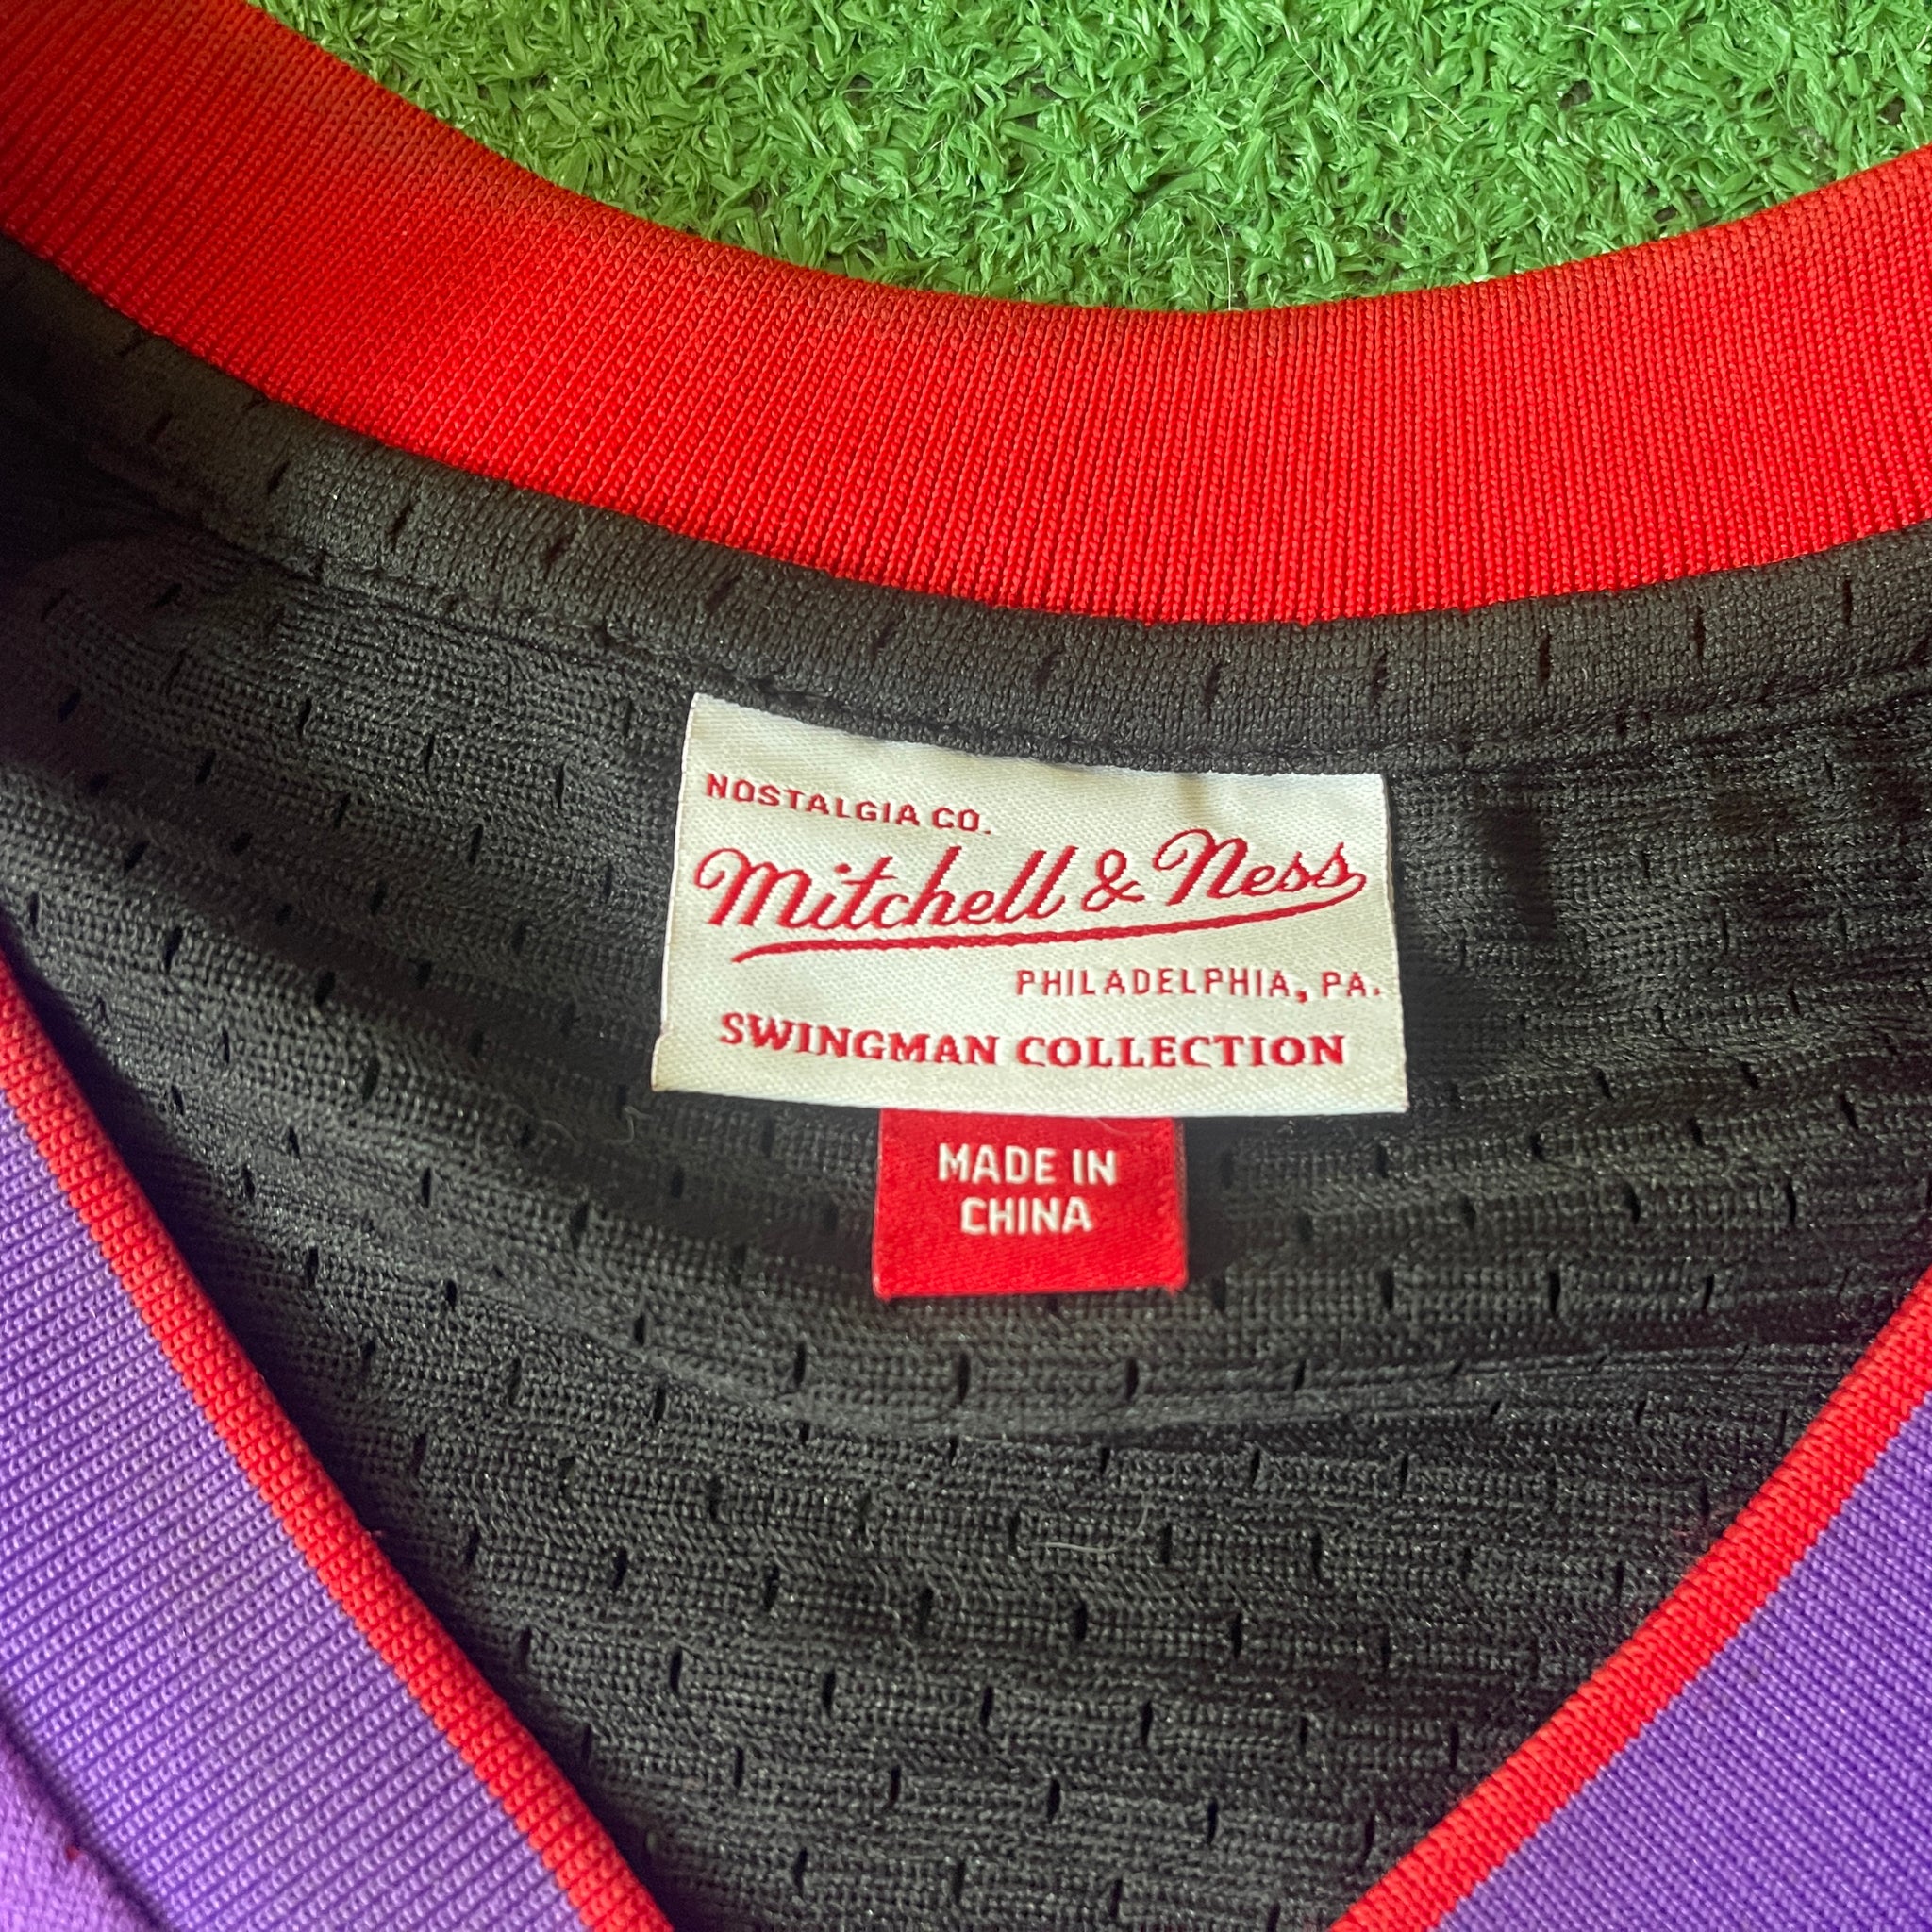 NOSTALGIA CO.
Mitchell & Ness
PHILADELPHIA, PA.
SWINGMAN COLLECTION
MADE IN
CHINA